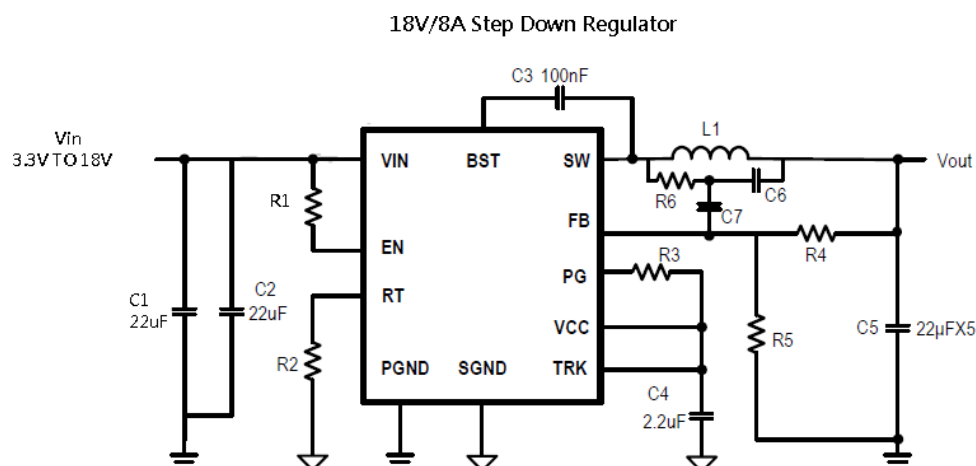 18V/8A Step Down Regulator
C3 100nF
Vin
3.3V TO 18V
L1
VIN
BST
SW
Vout
R6
C6
C7
R1
FB
R4
EN
R3
PG
C1
22uF
C2
22uF
RT
VCC
R5
C5
22µFX5
R2
PGND
SGND
TRK
C4
2.2uF